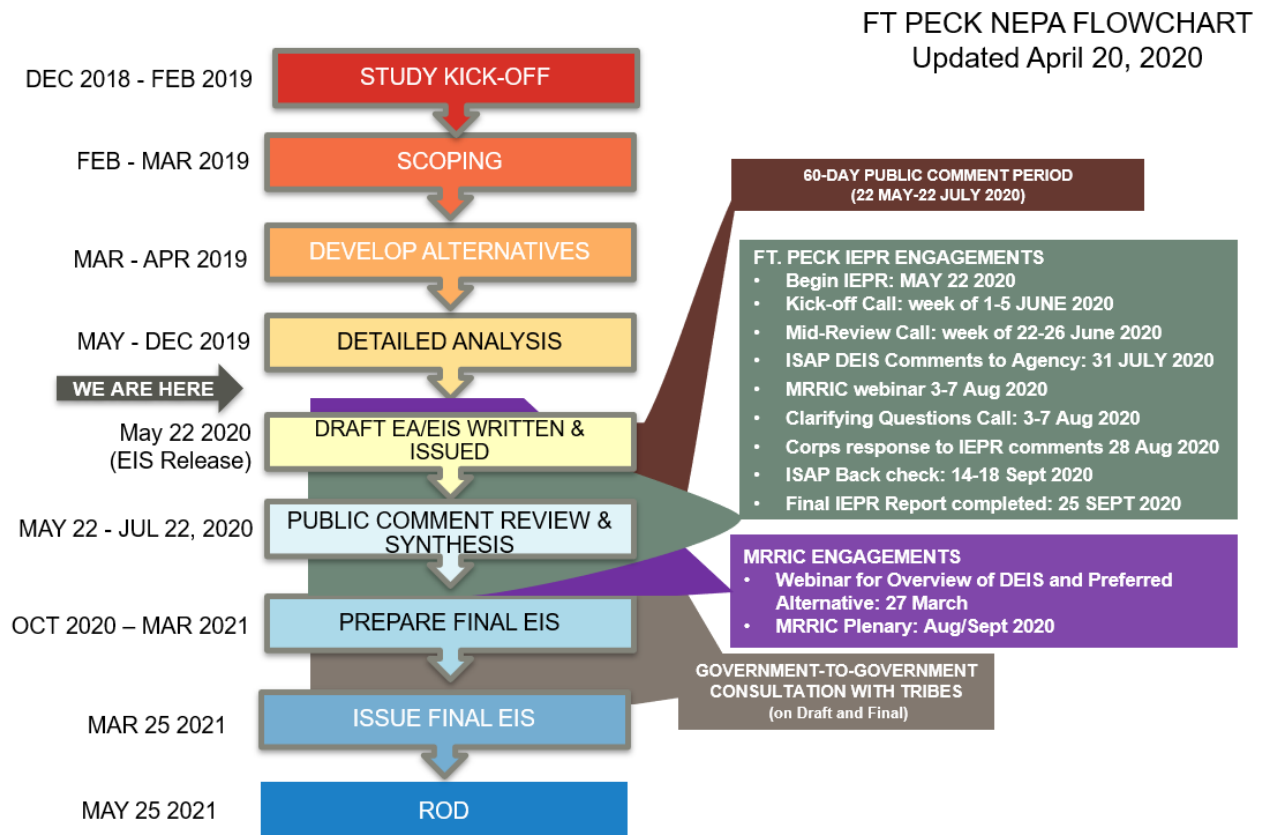 FT PECK NEPA FLOWCHART
Updated April 20, 2020
DEC 2018 - FEB 2019
STUDY KICK-OFF
FEB - MAR 2019
SCOPING
MAR - APR 2019
DEVELOP ALTERNATIVES
MAY - DEC 2019
DETAILED ANALYSIS
WE ARE HERE
May 22 2020
(EIS Release)
DRAFT EA/EIS WRITTEN &
ISSUED
MAY 22 - JUL 22, 2020
PUBLIC COMMENT REVIEW &
SYNTHESIS
OCT 2020 – MAR 2021
PREPARE FINAL EIS
MAR 25 2021
ISSUE FINAL EIS
MAY 25 2021
ROD
60-DAY PUBLIC COMMENT PERIOD
(22 MAY-22 JULY 2020)
FT. PECK IEPR ENGAGEMENTS
• Begin IEPR: MAY 22 2020
• Kick-off Call: week of 1-5 JUNE 2020
• Mid-Review Call: week of 22-26 June 2020
• ISAP DEIS Comments to Agency: 31 JULY 2020
• MRRIC webinar 3-7 Aug 2020
• Clarifying Questions Call: 3-7 Aug 2020
• Corps response to IEPR comments 28 Aug 2020
• ISAP Back check: 14-18 Sept 2020
• Final IEPR Report completed: 25 SEPT 2020
MRRIC ENGAGEMENTS
• Webinar for Overview of DEIS and Preferred
Alternative: 27 March
• MRRIC Plenary: Aug/Sept 2020
GOVERNMENT-TO-GOVERNMENT
CONSULTATION WITH TRIBES
(on Draft and Final)